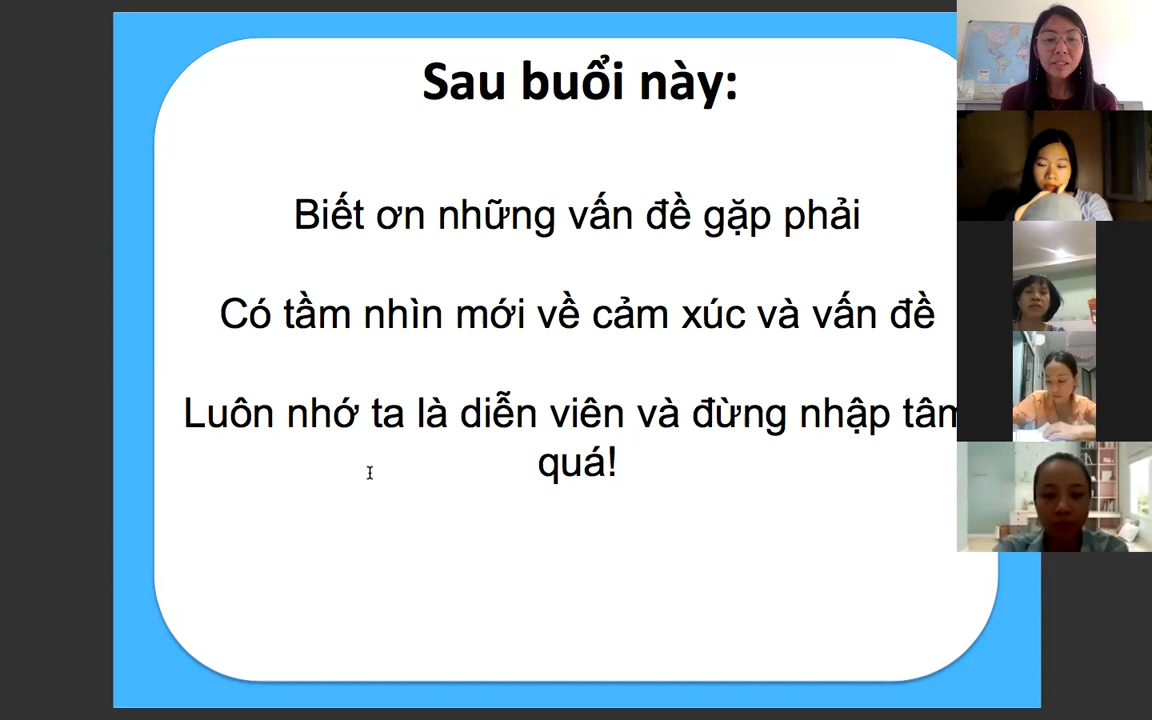 Sau buổi này:
Biết ơn những vấn đề gặp phải
Có tầm nhìn mới về cảm xúc và vấn đề
Luôn nhớ ta là diễn viên và đừng nhập tâm
quá!